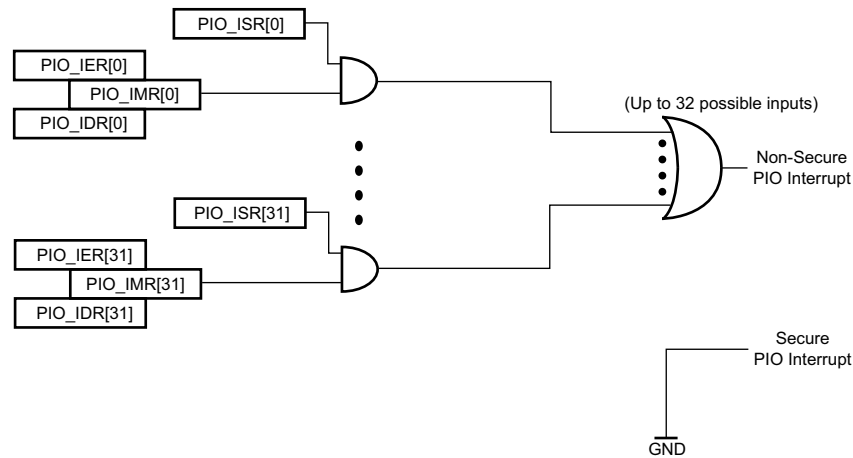 PIO_ISR[0]
PIO_IER[0]
PIO_IMR[0]
PIO_IDR[0]
(Up to 32 possible inputs)
Non-Secure
PIO Interrupt
PIO_ISR[31]
PIO_IER[31]
PIO_IMR[31]
PIO_IDR[31]
Secure
PIO Interrupt
GND